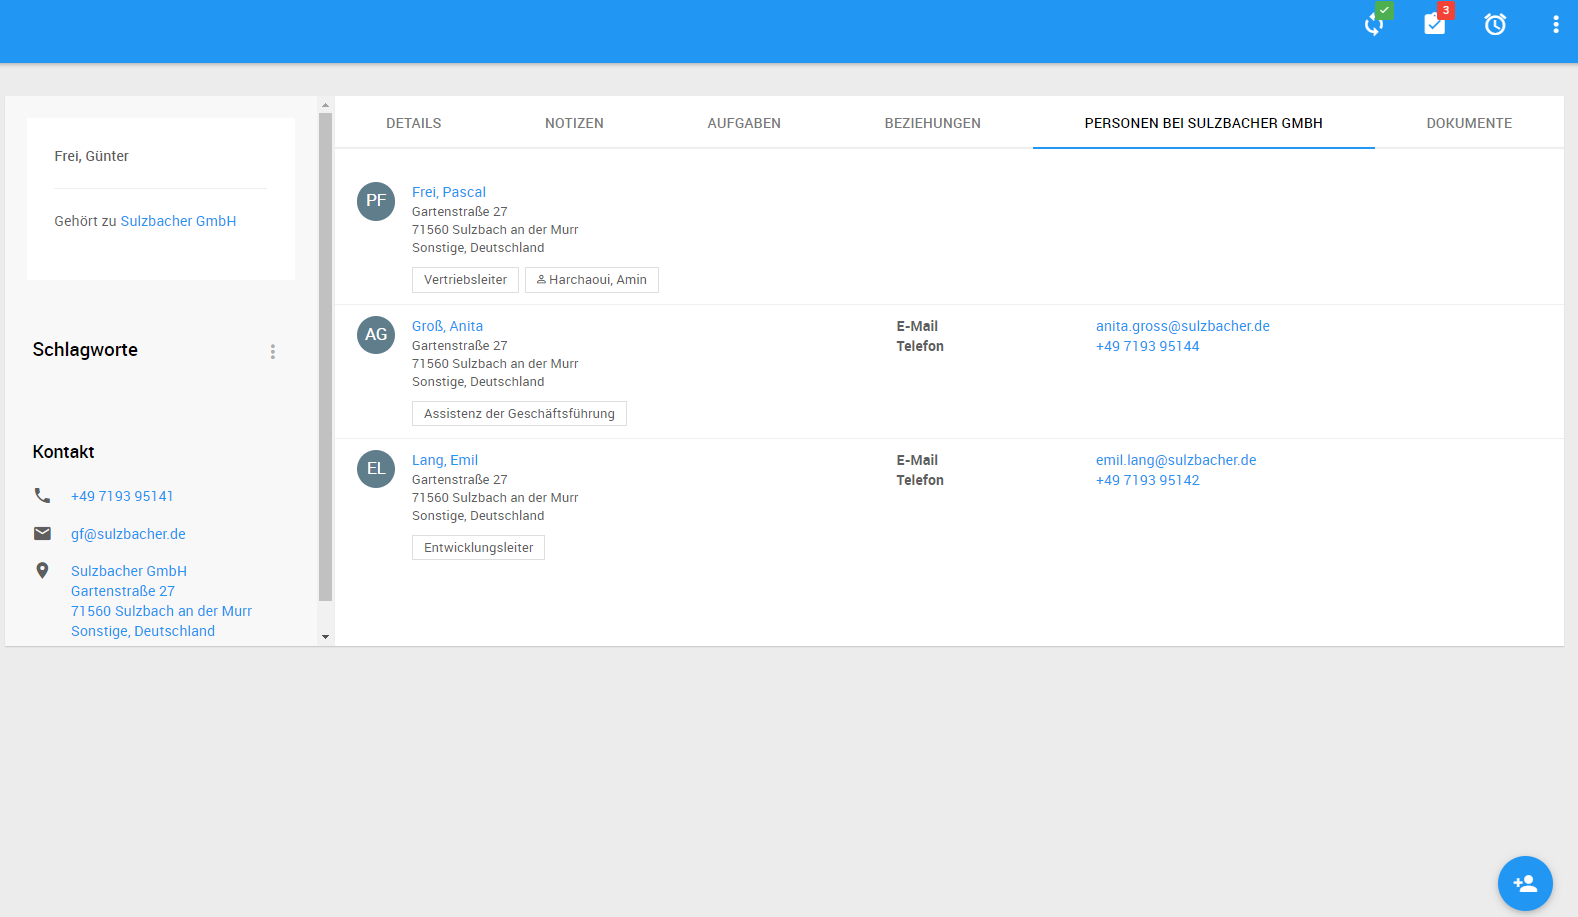 3
Frei, Günter
Gehört zu Sulzbacher GmbH
Schlagworte
Kontakt
+49 7193 95141
gf@sulzbacher.de
Sulzbacher GmbH
Gartenstraße 27
71560 Sulzbach an der Murr
Sonstige, Deutschland
DETAILS NOTIZEN AUFGABEN BEZIEHUNGEN PERSONEN BEI SULZBACHER GMBH DOKUMENTE
PF
Frei, Pascal
Gartenstraße 27
71560 Sulzbach an der Murr
Sonstige, Deutschland
Vertriebsleiter Harchaoui, Amin
AG
Groß, Anita
Gartenstraße 27
71560 Sulzbach an der Murr
Sonstige, Deutschland
Assistenz der Geschäftsführung
E-Mail anita.gross@sulzbacher.de
Telefon +49 7193 95144
EL
Lang, Emil
Gartenstraße 27
71560 Sulzbach an der Murr
Sonstige, Deutschland
Entwicklungsleiter
E-Mail emil.lang@sulzbacher.de
Telefon +49 7193 95142